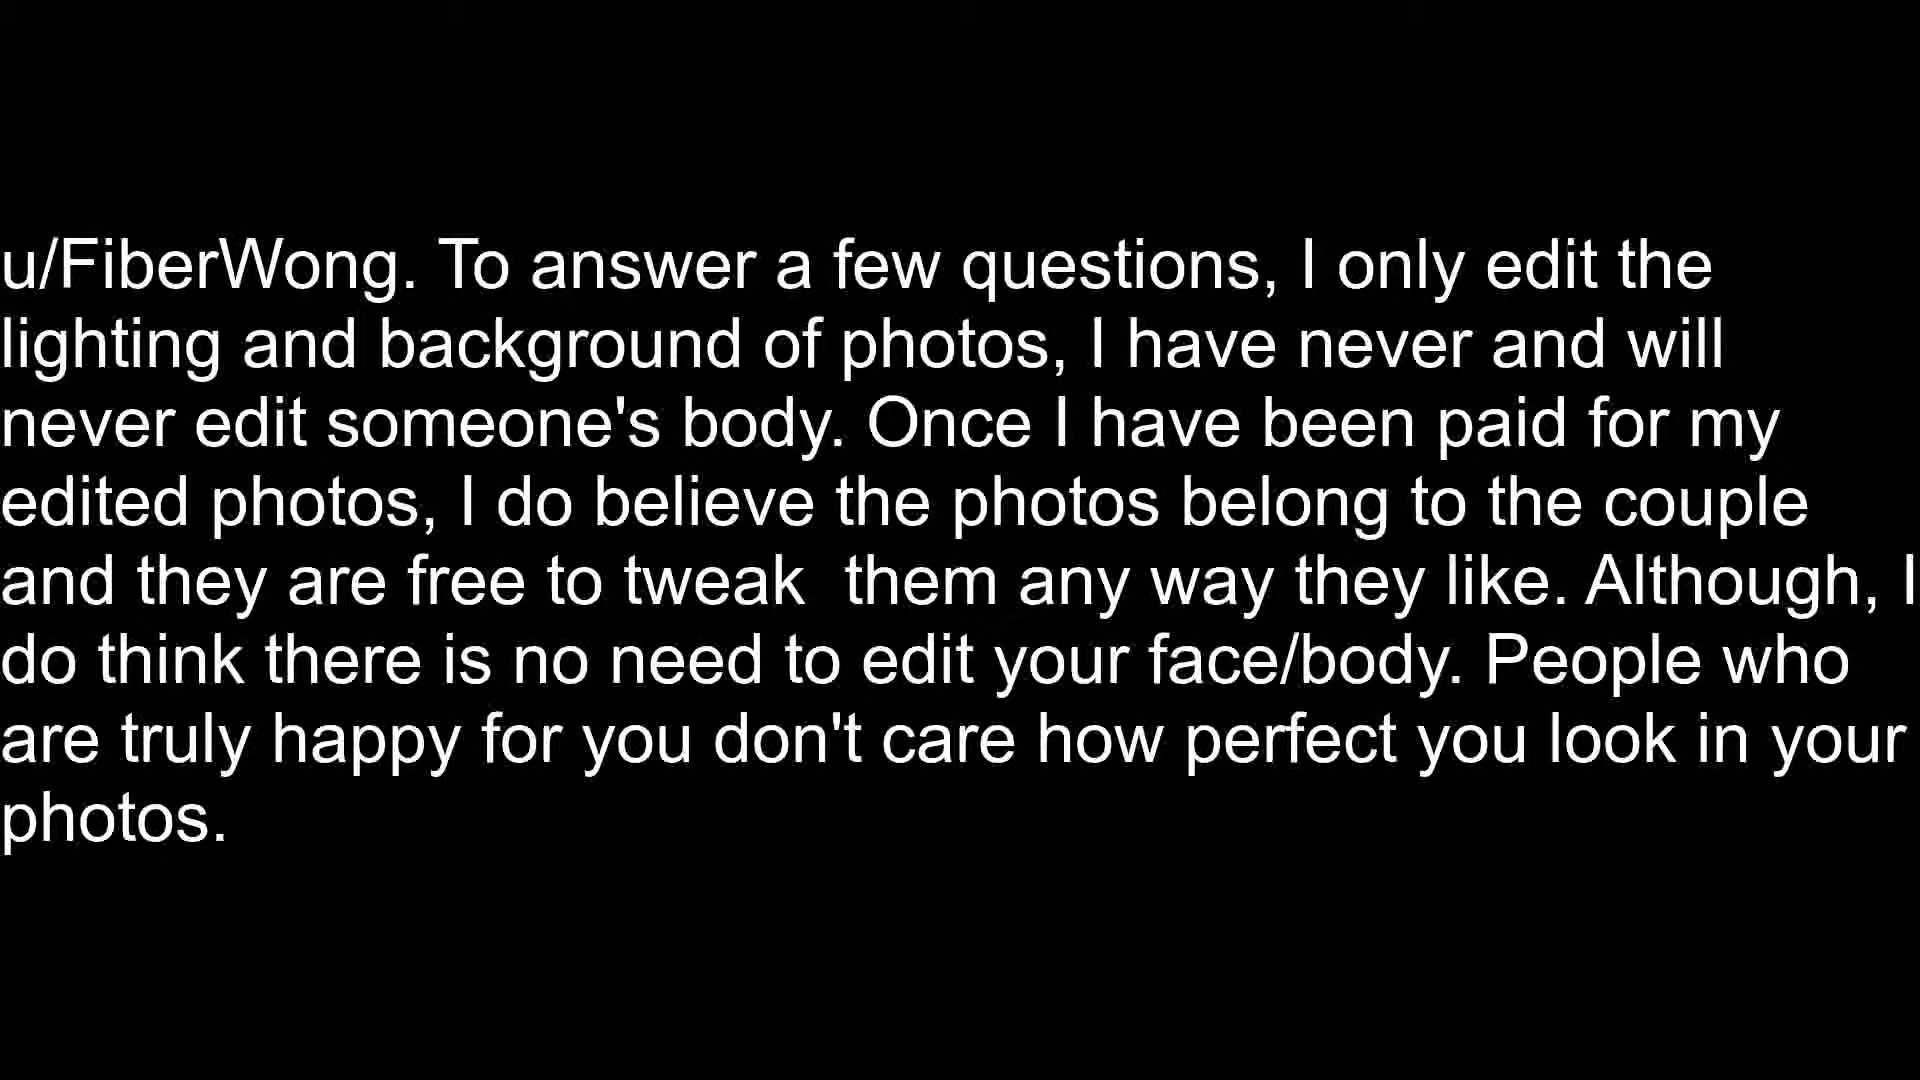 u/FiberWong. To answer a few questions, I only edit the
lighting and background of photos, I have never and will
never edit someone's body. Once I have been paid for my
edited photos, I do believe the photos belong to the couple
and they are free to tweak  them any way they like. Although, I
do think there is no need to edit your face/body. People who
are truly happy for you don't care how perfect you look in your
photos.